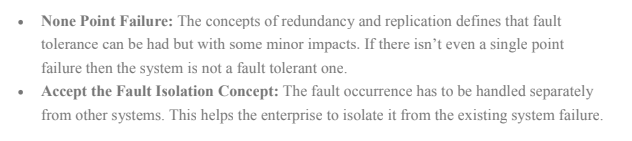 • None Point Failure: The concepts of redundancy and replication defines that fault
tolerance can be had but with some minor impacts. If there isn’t even a single point
failure then the system is not a fault tolerant one.
• Accept the Fault Isolation Concept: The fault occurrence has to be handled separately
from other systems. This helps the enterprise to isolate it from the existing system failure.